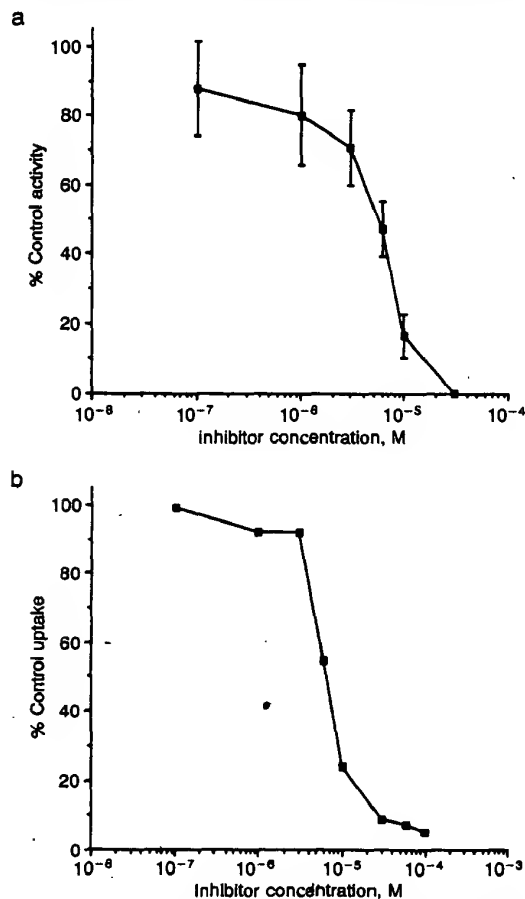 a
100
80
60
40
20
0
% Control activity
10⁻⁸ 10⁻⁷ 10⁻⁶ 10⁻⁵ 10⁻⁴
inhibitor concentration, M
b
100
80
60
40
20
0
% Control uptake
10⁻⁸ 10⁻⁷ 10⁻⁶ 10⁻⁵ 10⁻⁴ 10⁻³
Inhibitor concentration, M